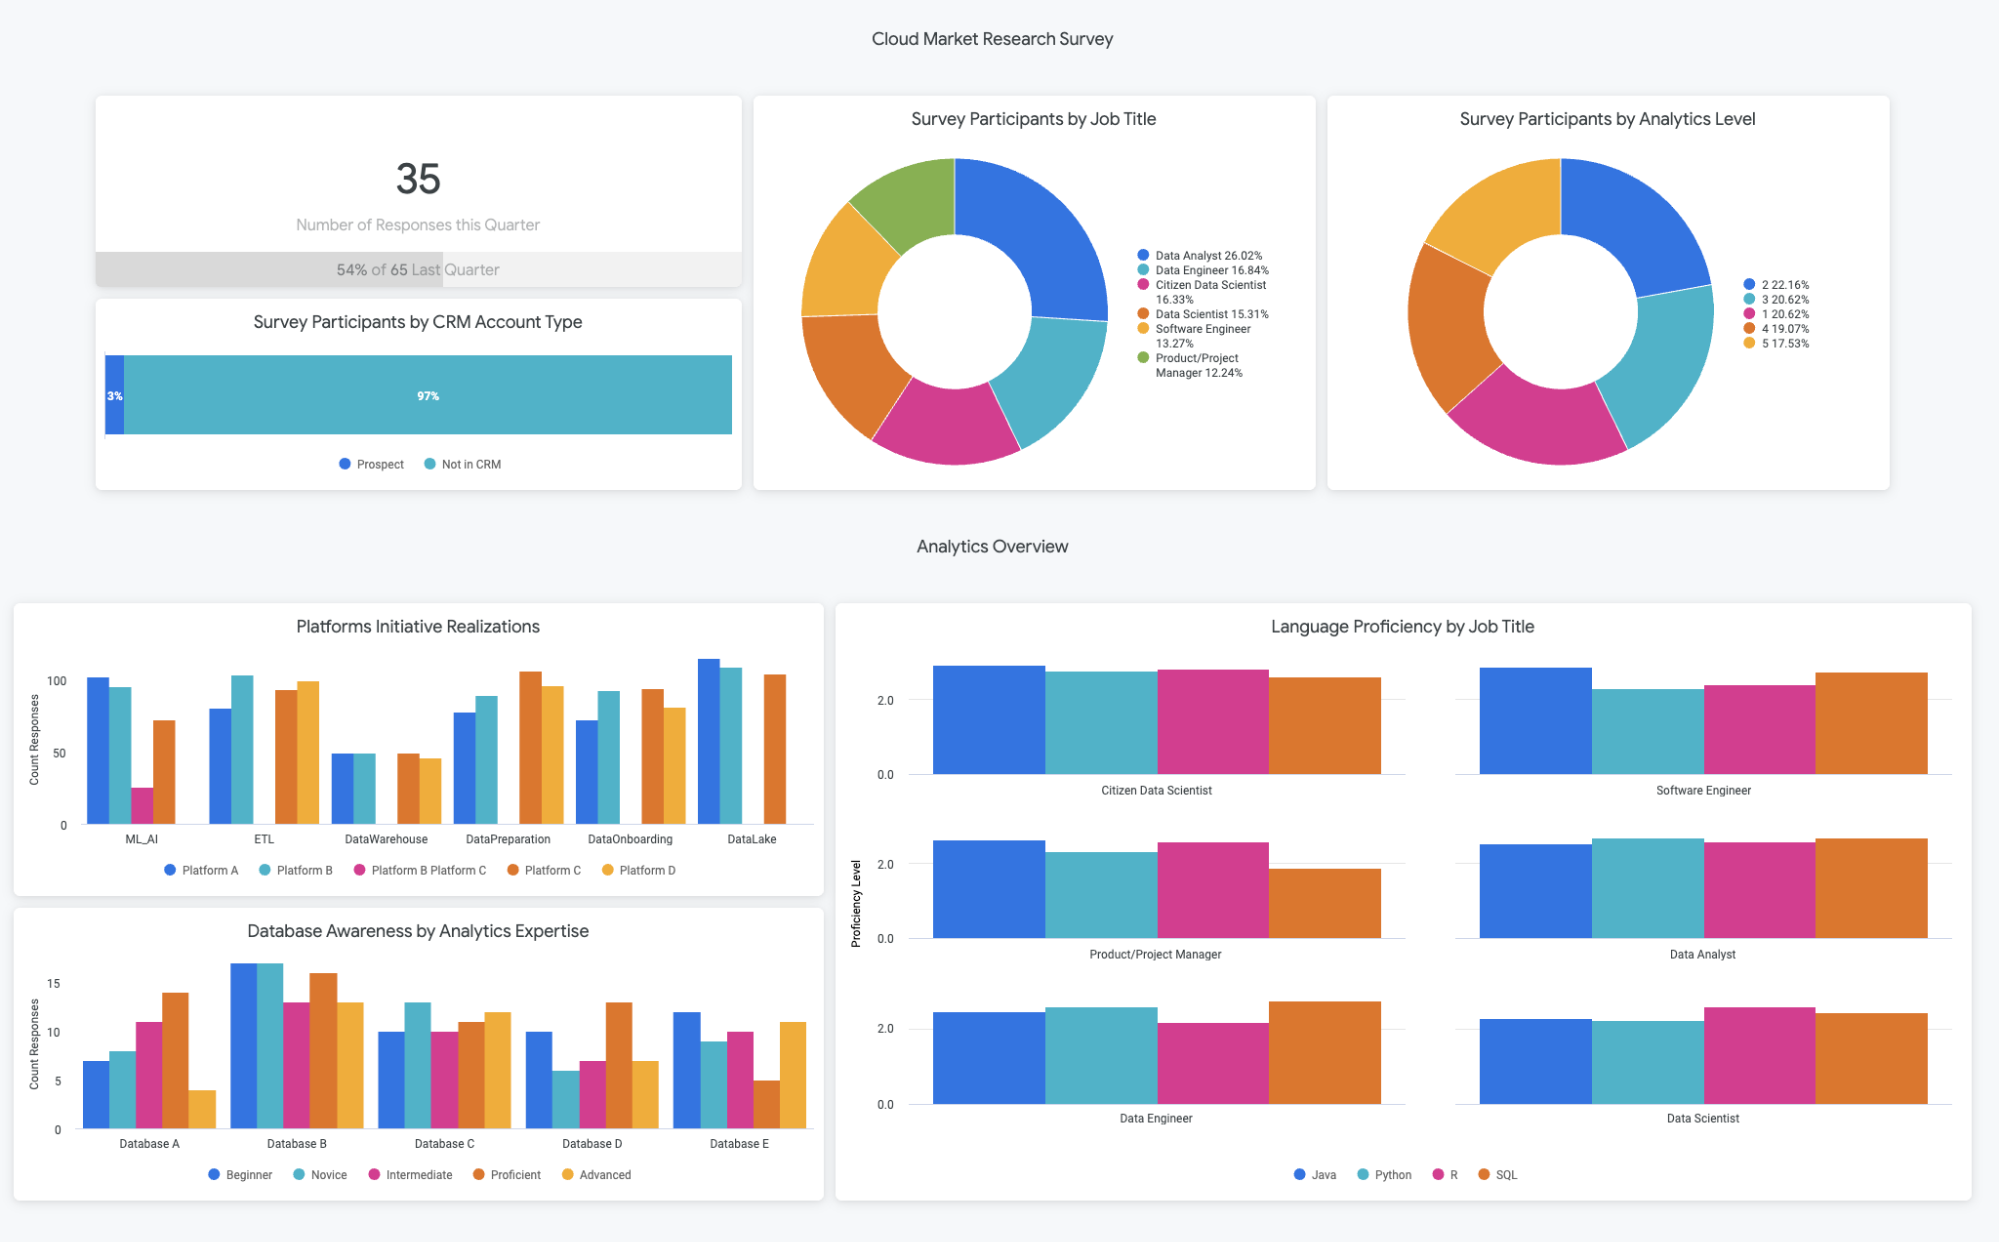 Cloud Market Research Survey
35
Number of Responses this Quarter
54% of 65 Last Quarter
Survey Participants by CRM Account Type
3%
97%
Prospect
Not in CRM
Survey Participants by Job Title
Data Analyst 26.02%
Data Engineer 16.84%
Citizen Data Scientist
16.33%
Data Scientist 15.31%
Software Engineer
13.27%
Product/Project
Manager 12.24%
Survey Participants by Analytics Level
2 22.16%
3 20.62%
1 20.62%
4 19.07%
5 17.53%
Analytics Overview
Platforms Initiative Realizations
Count Responses
100
50
0
ML_AI
ETL
DataWarehouse
DataPreparation
DataOnboarding
DataLake
Platform A
Platform B
Platform B Platform C
Platform C
Platform D
Database Awareness by Analytics Expertise
Count Responses
15
10
5
0
Database A
Database B
Database C
Database D
Database E
Beginner
Novice
Intermediate
Proficient
Advanced
Language Proficiency by Job Title
Proficiency Level
2.0
0.0
Citizen Data Scientist
Software Engineer
2.0
0.0
Product/Project Manager
Data Analyst
2.0
0.0
Data Engineer
Data Scientist
Java
Python
R
SQL